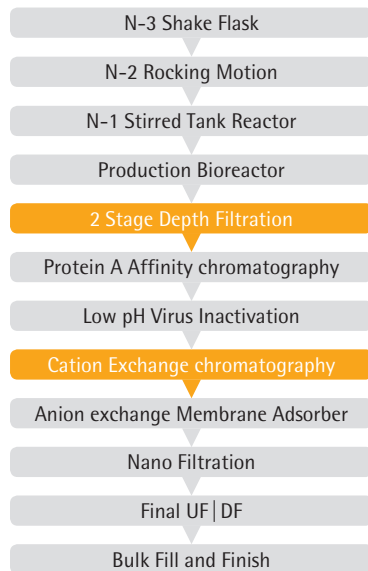 N-3 Shake Flask
N-2 Rocking Motion
N-1 Stirred Tank Reactor
Production Bioreactor
2 Stage Depth Filtration
Protein A Affinity chromatography
Low pH Virus Inactivation
Cation Exchange chromatography
Anion exchange Membrane Adsorber
Nano Filtration
Final UF|DF
Bulk Fill and Finish